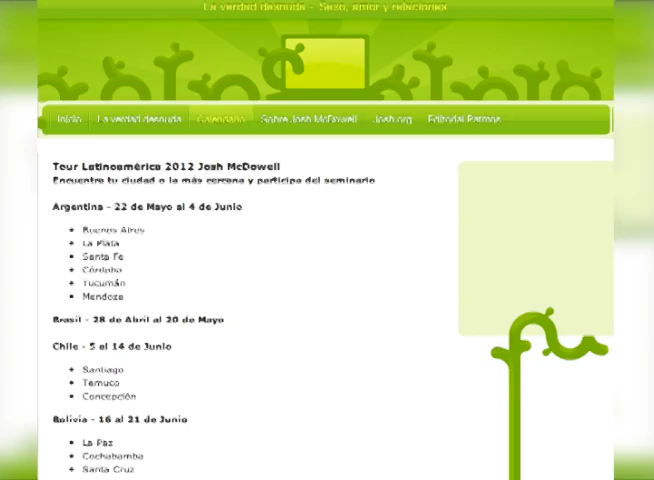 La verdad desnuda - Sexo, amor y relaciones
Inicio
La verdad desnuda
Calendario
Sobre Josh McDowell
Josh.org
Editorial Patmos
Tour Latinoamérica 2012 Josh McDowell
Encuentre tu ciudad o la más cercana y participa del seminario
Argentina - 22 de Mayo al 4 de Junio
Buenos Aires
La Plata
Santa Fe
Córdoba
Tucumán
Mendoza
Brasil - 28 de Abril al 20 de Mayo
Chile - 5 al 14 de Junio
Santiago
Temuco
Concepción
Bolivia - 16 al 21 de Junio
La Paz
Cochabamba
Santa Cruz